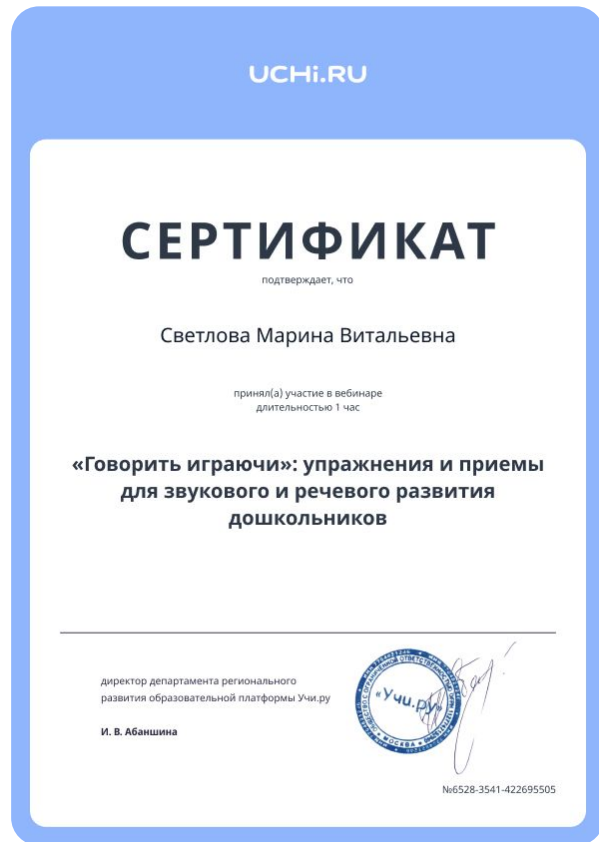 UCHi.RU
СЕРТИФИКАТ
подтверждает, что
Светлова Марина Витальевна
принял(а) участие в вебинаре
длительностью 1 час
«Говорить играючи»: упражнения и приемы
для звукового и речевого развития
дошкольников
директор департамента регионального
развития образовательной платформы Учи.ру
И. В. Абаншина
«Учи.ру»
МОСКВА
№6528-3541-422695505